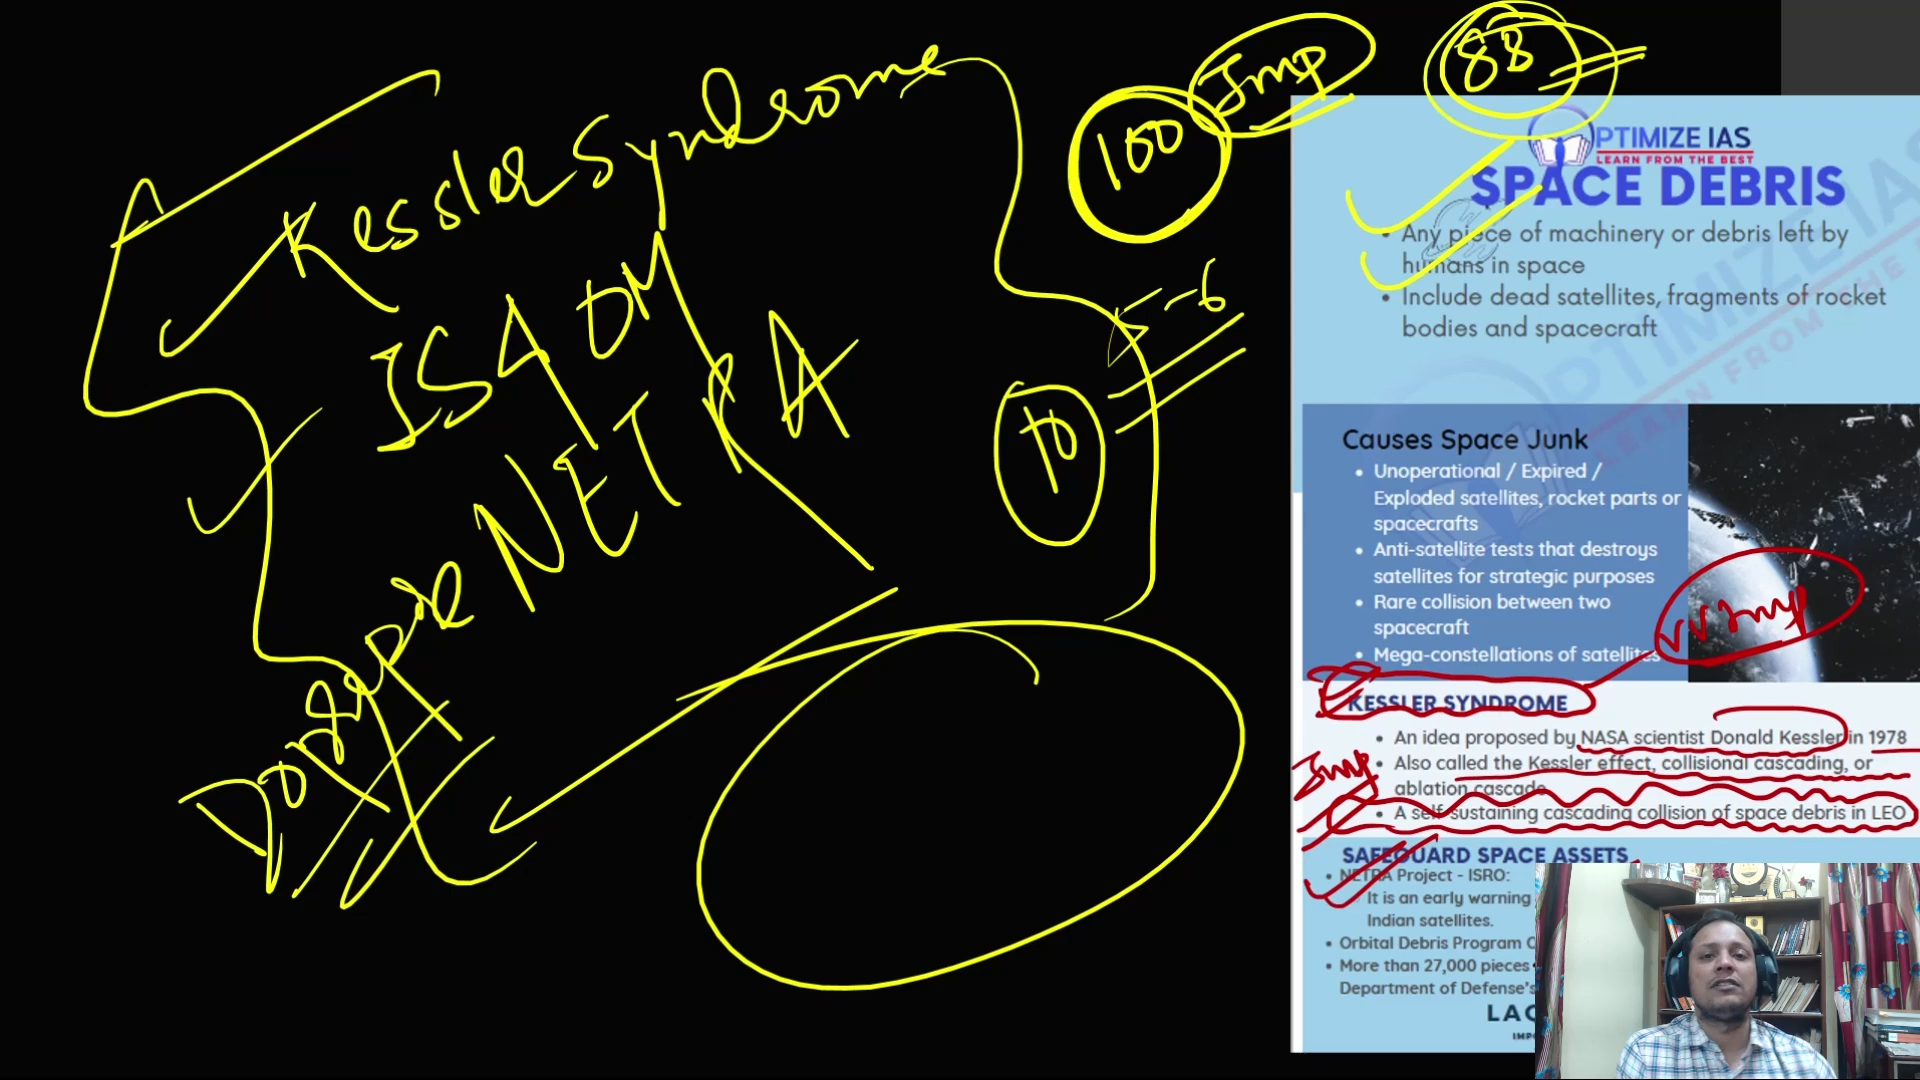 Kessler Syndrome
IS4OM
NETRA
100
Imp
88
5-6
10
OPTIMIZE IAS
LEARN FROM THE BEST
SPACE DEBRIS
• Any piece of machinery or debris left by
humans in space
• Include dead satellites, fragments of rocket
bodies and spacecraft
Causes Space Junk
• Unoperational / Expired /
Exploded satellites, rocket parts or
spacecrafts
• Anti-satellite tests that destroys
satellites for strategic purposes
• Rare collision between two
spacecraft
• Mega-constellations of satellites
VVImp
KESSLER SYNDROME
• An idea proposed by NASA scientist Donald Kessler in 1978
• Also called the Kessler effect, collisional cascading, or
ablation cascade
• A self-sustaining cascading collision of space debris in LEO
Imp
SAFEGUARD SPACE ASSETS
• NETRA Project - ISRO:
It is an early warning
Indian satellites.
• Orbital Debris Program
• More than 27,000 pieces
Department of Defense's